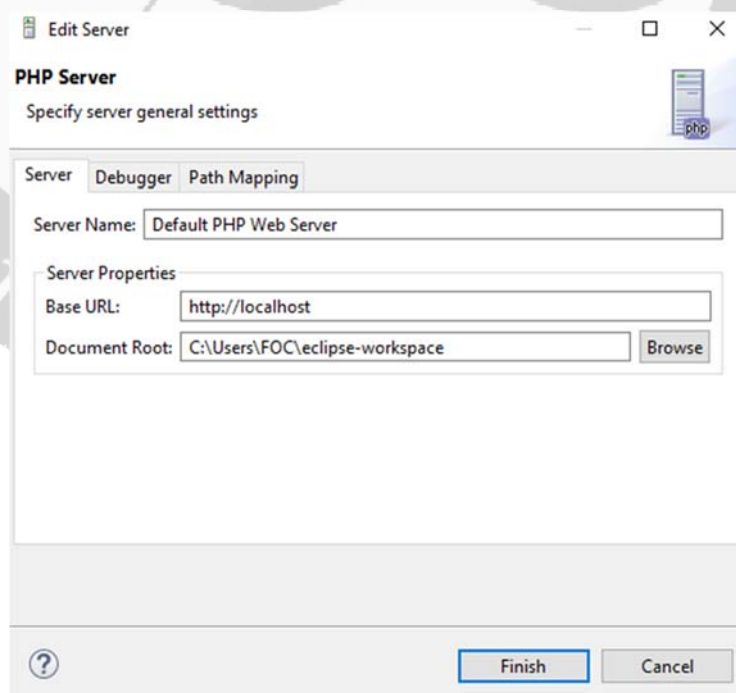 Edit Server
PHP Server
Specify server general settings
php
Server Debugger Path Mapping
Server Name: Default PHP Web Server
Server Properties
Base URL: http://localhost
Document Root: C:\Users\FOC\eclipse-workspace Browse
? Finish Cancel